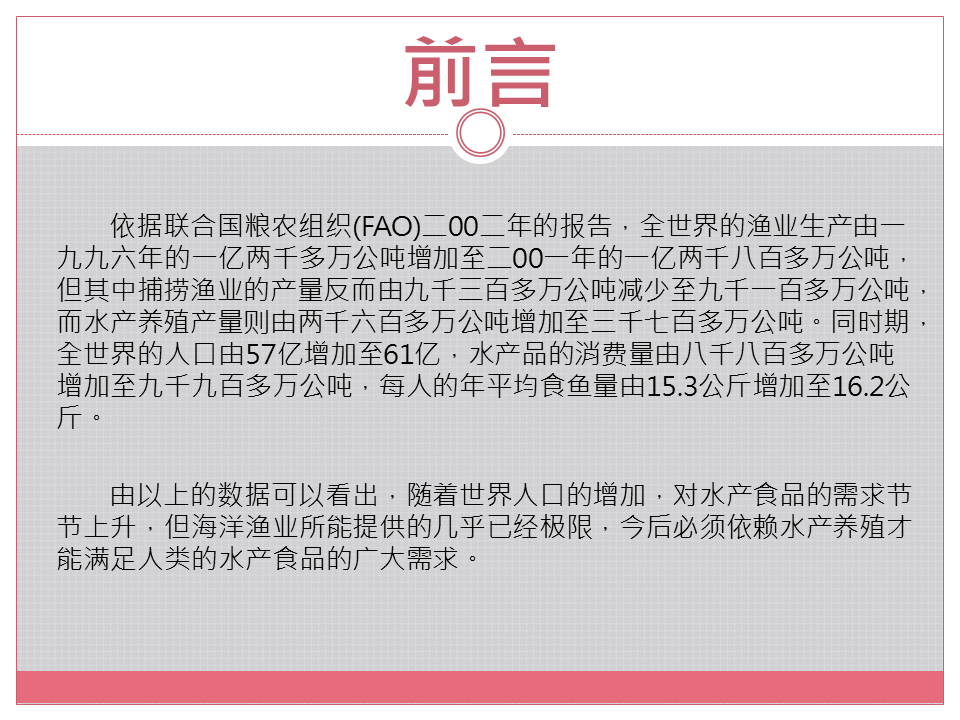 前言
依据联合国粮农组织(FAO)二00二年的报告，全世界的渔业生产由一
九九六年的一亿两千多万公吨增加至二00一年的一亿两千八百多万公吨，
但其中捕捞渔业的产量反而由九千三百多万公吨减少至九千一百多万公吨，
而水产养殖产量则由两千六百多万公吨增加至三千七百多万公吨。同时期，
全世界的人口由57亿增加至61亿，水产品的消费量由八千八百多万公吨
增加至九千九百多万公吨，每人的年平均食鱼量由15.3公斤增加至16.2公
斤。
由以上的数据可以看出，随着世界人口的增加，对水产食品的需求节
节上升，但海洋渔业所能提供的几乎已经极限，今后必须依赖水产养殖才
能满足人类的水产食品的广大需求。